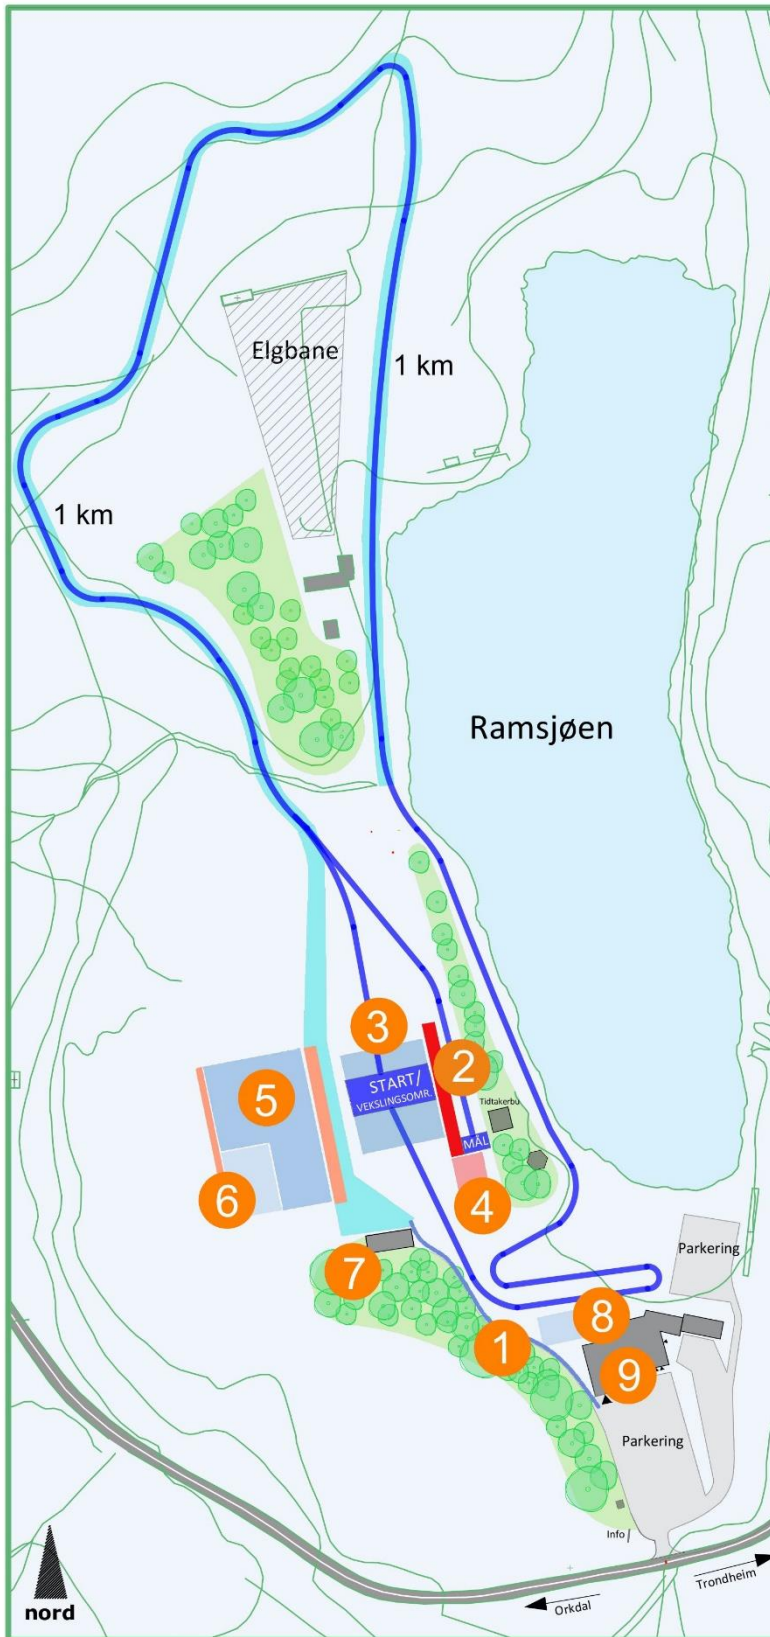 Elgbane
1 km
1 km
Ramsjøen
3
2
START/
VEKSLINGSOMR.
5
Tidtakerbu
MÅL
6
4
7
Parkering
8
1
9
Parkering
Info
nord
Trondheim
Orkdal